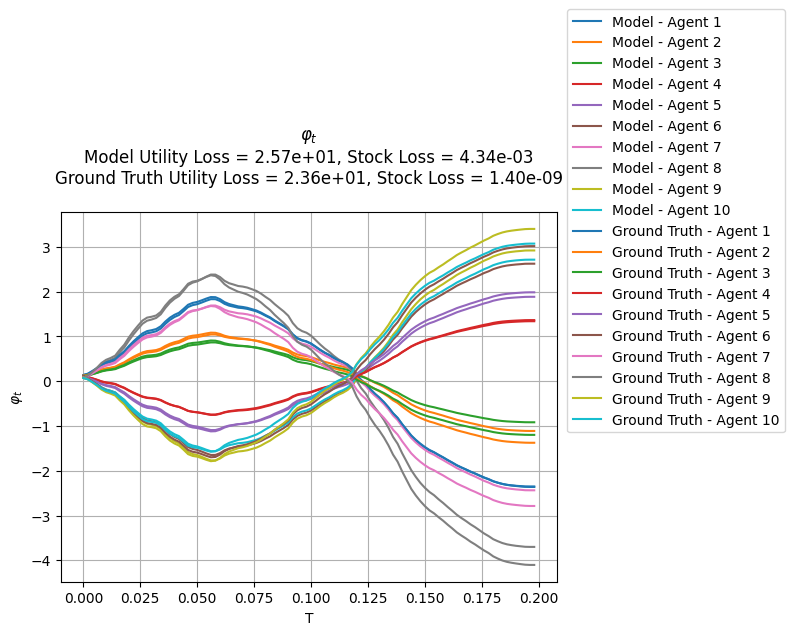 φₜ
Model Utility Loss = 2.57e+01, Stock Loss = 4.34e-03
Ground Truth Utility Loss = 2.36e+01, Stock Loss = 1.40e-09
φₜ
3
2
1
0
−1
−2
−3
−4
0.000 0.025 0.050 0.075 0.100 0.125 0.150 0.175 0.200
T
Model - Agent 1
Model - Agent 2
Model - Agent 3
Model - Agent 4
Model - Agent 5
Model - Agent 6
Model - Agent 7
Model - Agent 8
Model - Agent 9
Model - Agent 10
Ground Truth - Agent 1
Ground Truth - Agent 2
Ground Truth - Agent 3
Ground Truth - Agent 4
Ground Truth - Agent 5
Ground Truth - Agent 6
Ground Truth - Agent 7
Ground Truth - Agent 8
Ground Truth - Agent 9
Ground Truth - Agent 10